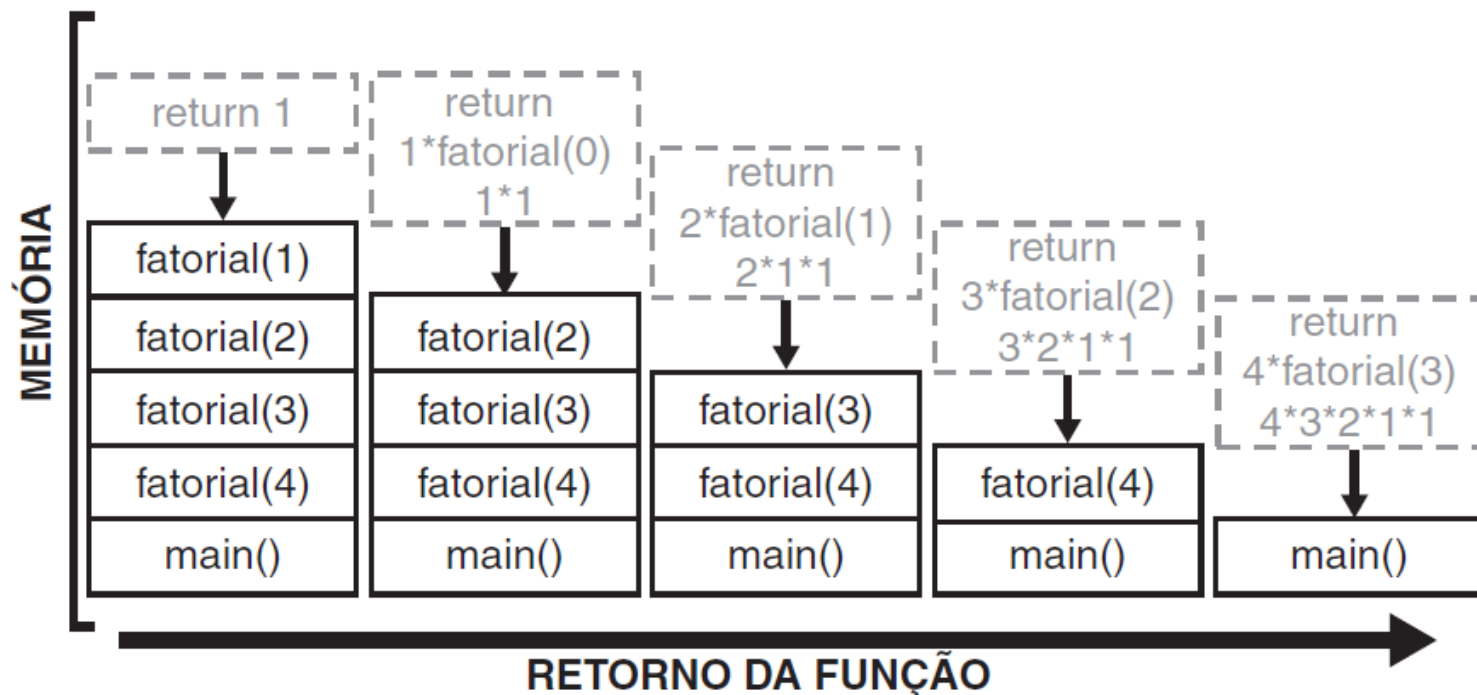 MEMÓRIA
return 1
fatorial(1)
fatorial(2)
fatorial(3)
fatorial(4)
main()
return
1*fatorial(0)
1*1
fatorial(2)
fatorial(3)
fatorial(4)
main()
return
2*fatorial(1)
2*1*1
fatorial(3)
fatorial(4)
main()
return
3*fatorial(2)
3*2*1*1
fatorial(4)
main()
return
4*fatorial(3)
4*3*2*1*1
main()
RETORNO DA FUNÇÃO